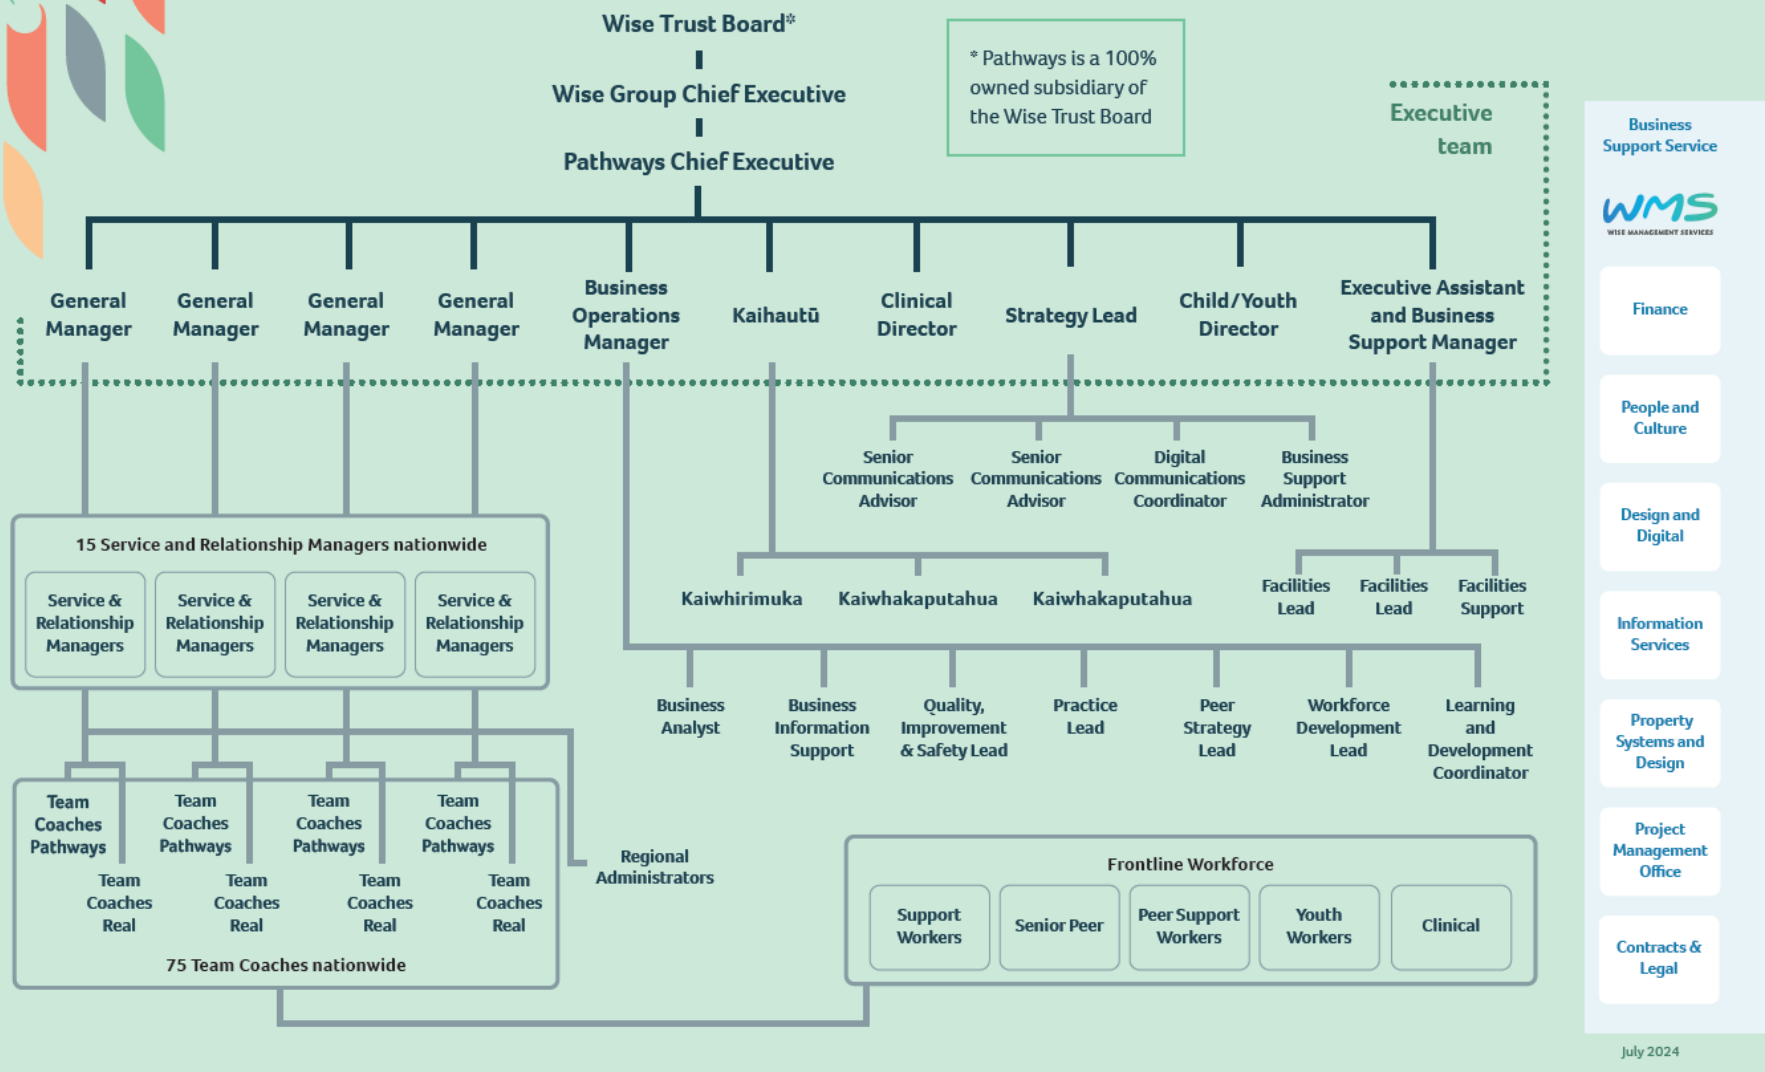 Wise Trust Board*
Wise Group Chief Executive
Pathways Chief Executive
* Pathways is a 100%
owned subsidiary of
the Wise Trust Board
Executive
team
General
Manager
General
Manager
General
Manager
General
Manager
Business
Operations
Manager
Kaihautū
Clinical
Director
Strategy Lead
Child/Youth
Director
Executive Assistant
and Business
Support Manager
Senior
Communications
Advisor
Senior
Communications
Advisor
Digital
Communications
Coordinator
Business
Support
Administrator
15 Service and Relationship Managers nationwide
Service &
Relationship
Managers
Service &
Relationship
Managers
Service &
Relationship
Managers
Service &
Relationship
Managers
Kaiwhirimuka
Kaiwhakaputahua
Kaiwhakaputahua
Facilities
Lead
Facilities
Lead
Facilities
Support
Business
Analyst
Business
Information
Support
Quality,
Improvement
& Safety Lead
Practice
Lead
Peer
Strategy
Lead
Workforce
Development
Lead
Learning
and
Development
Coordinator
Team
Coaches
Pathways
Team
Coaches
Real
Team
Coaches
Pathways
Team
Coaches
Real
Team
Coaches
Pathways
Team
Coaches
Real
Team
Coaches
Pathways
Team
Coaches
Real
75 Team Coaches nationwide
Regional
Administrators
Frontline Workforce
Support
Workers
Senior Peer
Peer Support
Workers
Youth
Workers
Clinical
Business
Support Service
WMS
WISE MANAGEMENT SERVICES
Finance
People and
Culture
Design and
Digital
Information
Services
Property
Systems and
Design
Project
Management
Office
Contracts &
Legal
July 2024